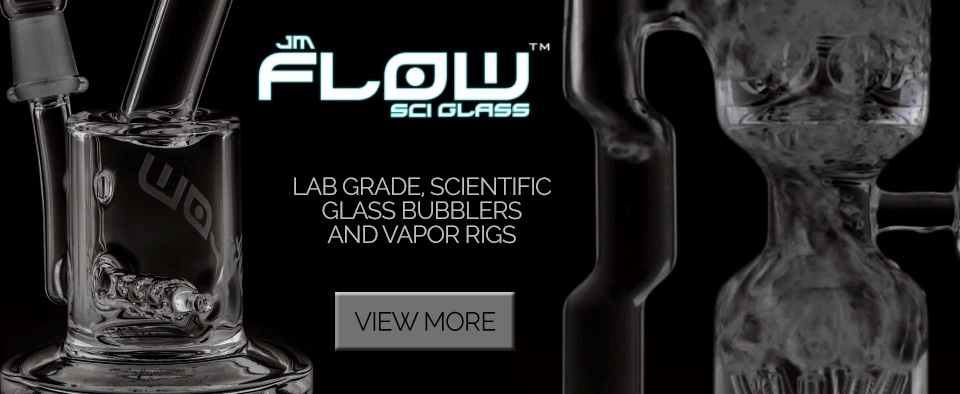 JM
FLOW™
SCI GLASS
LAB GRADE, SCIENTIFIC
GLASS BUBBLERS
AND VAPOR RIGS
VIEW MORE